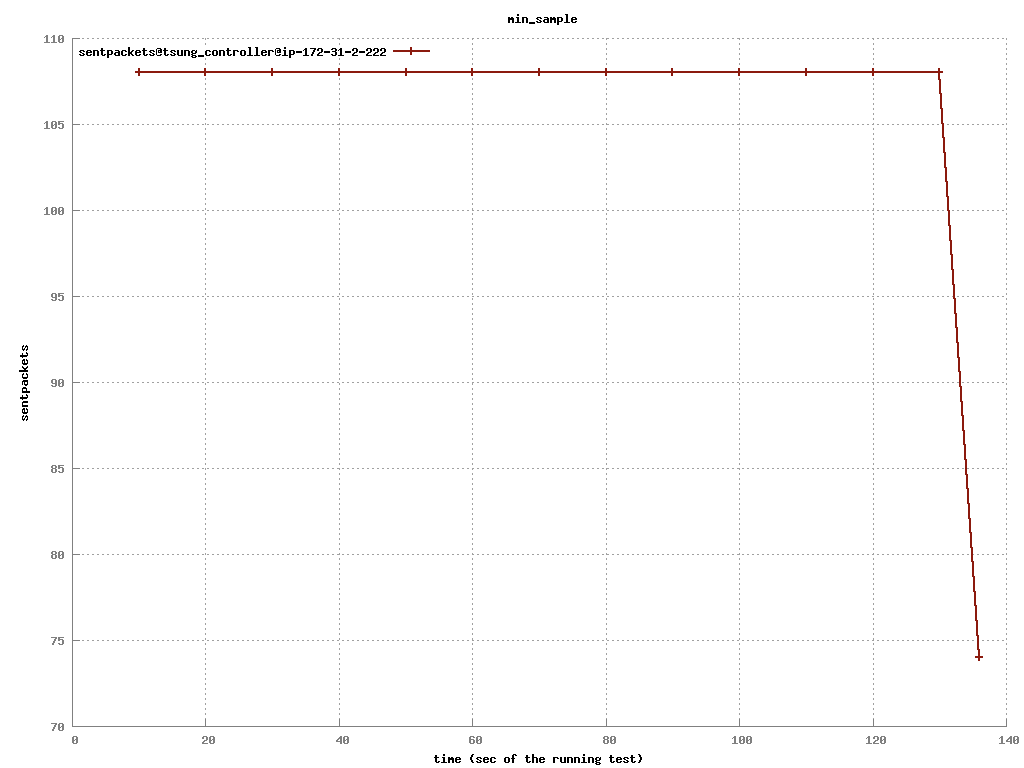 min_sample
sentpackets@tsung_controller@ip-172-31-2-222
110
105
100
95
90
85
80
75
70
sentpackets
0 20 40 60 80 100 120 140
time (sec of the running test)